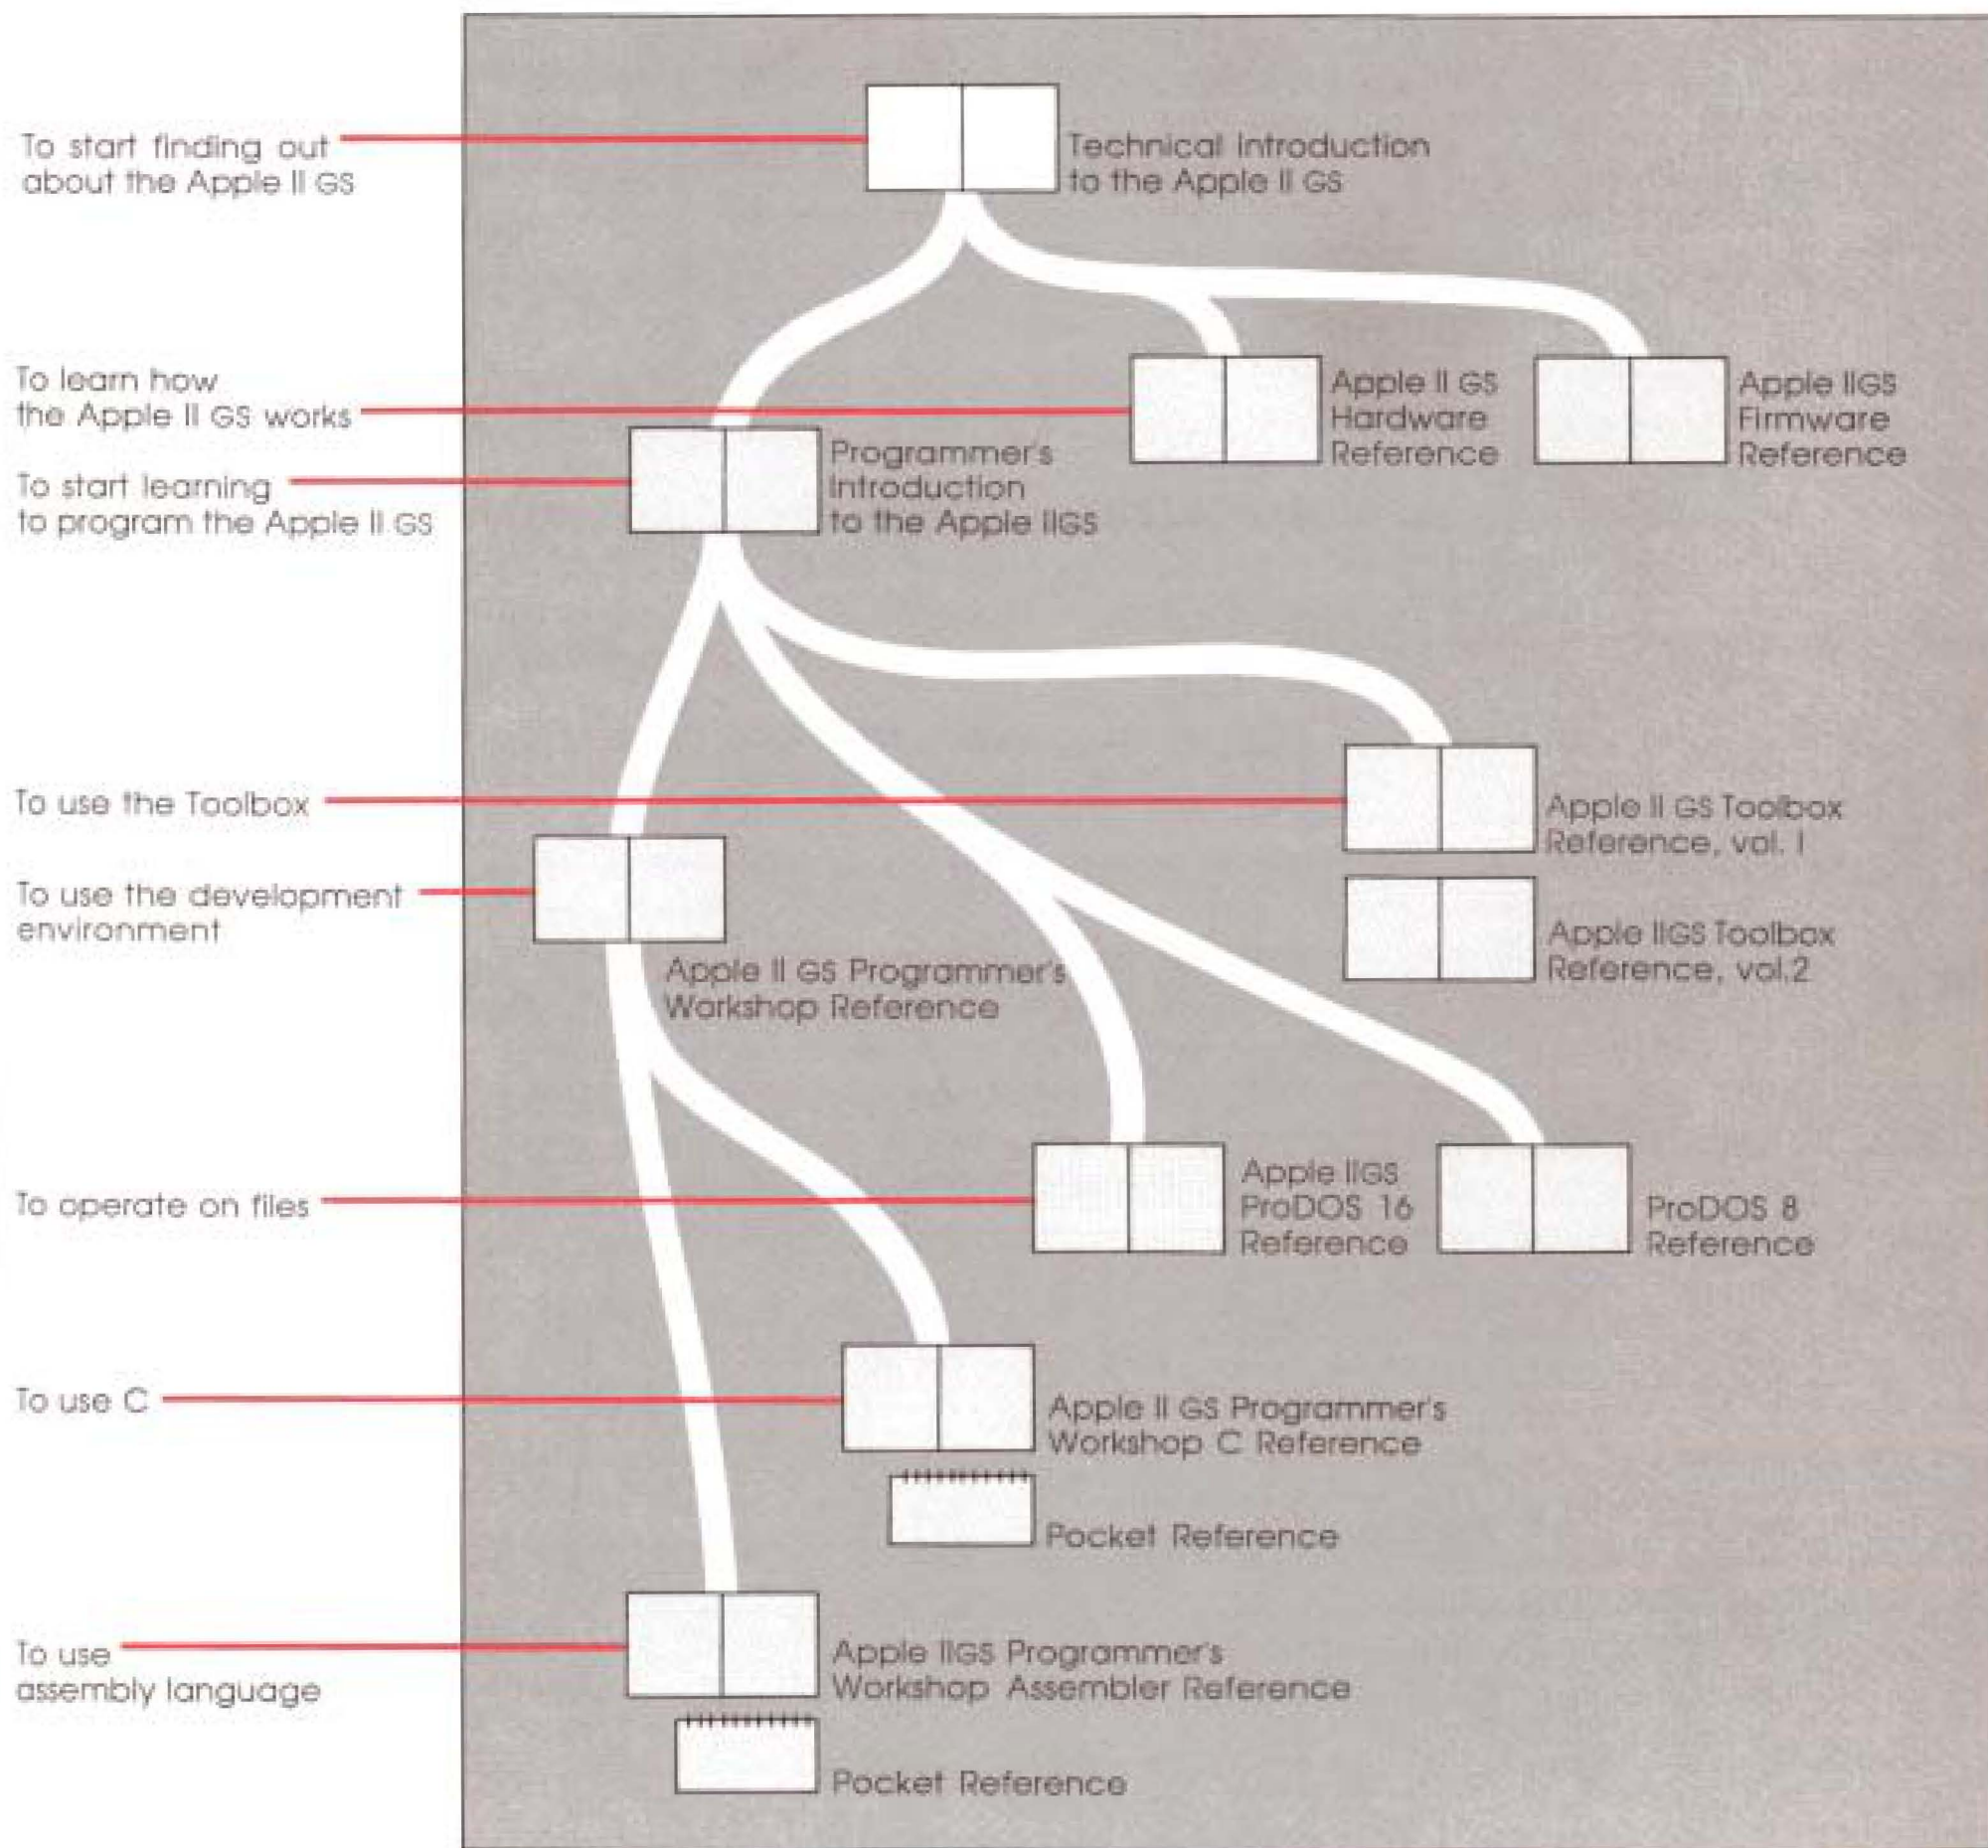 To start finding out
about the Apple II GS
Technical Introduction
to the Apple II GS
To learn how
the Apple II GS works
Apple II GS
Hardware
Reference
Apple IIGS
Firmware
Reference
To start learning
to program the Apple II GS
Programmer's
Introduction
to the Apple IIGS
To use the Toolbox
Apple II GS Toolbox
Reference, vol. 1
To use the development
environment
Apple IIGS Toolbox
Reference, vol.2
Apple II GS Programmer's
Workshop Reference
To operate on files
Apple IIGS
ProDOS 16
Reference
ProDOS 8
Reference
To use C
Apple II GS Programmer's
Workshop C Reference
Pocket Reference
To use
assembly language
Apple IIGS Programmer's
Workshop Assembler Reference
Pocket Reference